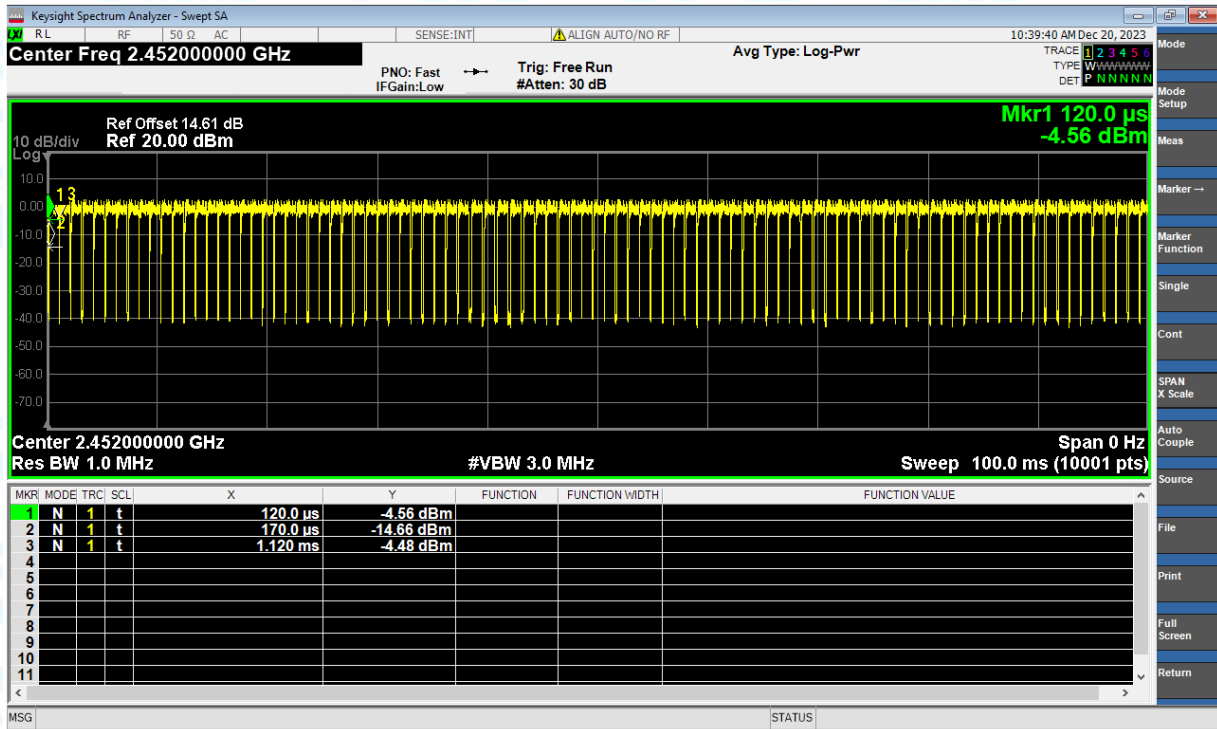 Keysight Spectrum Analyzer - Swept SA
LXI RL RF 50 Ω AC SENSE:INT ALIGN AUTO/NO RF 10:39:40 AM Dec 20, 2023
Center Freq 2.452000000 GHz
PNO: Fast
IFGain:Low
Trig: Free Run
#Atten: 30 dB
Avg Type: Log-Pwr
TRACE 1 2 3 4 5 6
TYPE WWWWWW
DET P N N N N N
Mkr1 120.0 µs
-4.56 dBm
Ref Offset 14.61 dB
10 dB/div Ref 20.00 dBm
Log
10.0
0.00
-10.0
-20.0
-30.0
-40.0
-50.0
-60.0
-70.0
1 3
2
Center 2.452000000 GHz Span 0 Hz
Res BW 1.0 MHz #VBW 3.0 MHz Sweep 100.0 ms (10001 pts)
MKR MODE TRC SCL X Y FUNCTION FUNCTION WIDTH FUNCTION VALUE
1 N 1 t 120.0 µs -4.56 dBm
2 N 1 t 170.0 µs -14.66 dBm
3 N 1 t 1.120 ms -4.48 dBm
4
5
6
7
8
9
10
11
MSG STATUS
Mode
Mode
Setup
Meas
Marker →
Marker
Function
Single
Cont
SPAN
X Scale
Auto
Couple
Source
File
Print
Full
Screen
Return